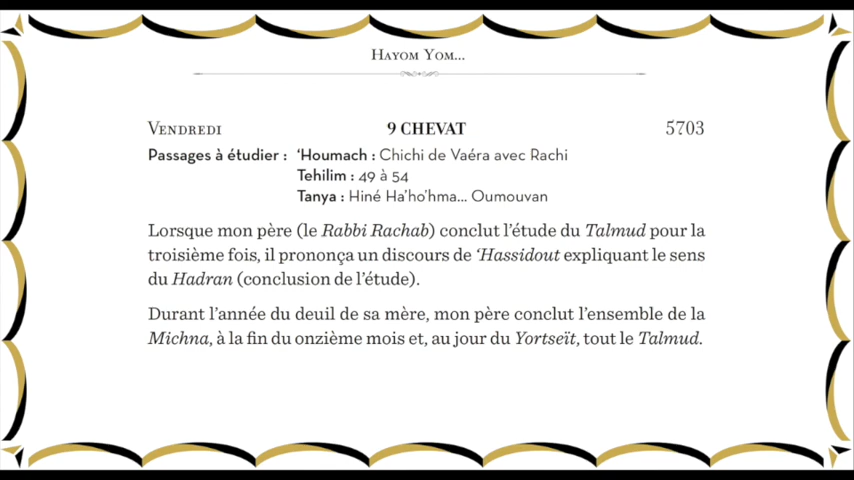 Hayom Yom...
Vendredi 9 CHEVAT 5703
Passages à étudier : ‘Houmach : Chichi de Vaéra avec Rachi
Tehilim : 49 à 54
Tanya : Hiné Ha’ho’hma... Oumouvan
Lorsque mon père (le Rabbi Rachab) conclut l’étude du Talmud pour la
troisième fois, il prononça un discours de ‘Hassidout expliquant le sens
du Hadran (conclusion de l’étude).
Durant l’année du deuil de sa mère, mon père conclut l’ensemble de la
Michna, à la fin du onzième mois et, au jour du Yortseït, tout le Talmud.